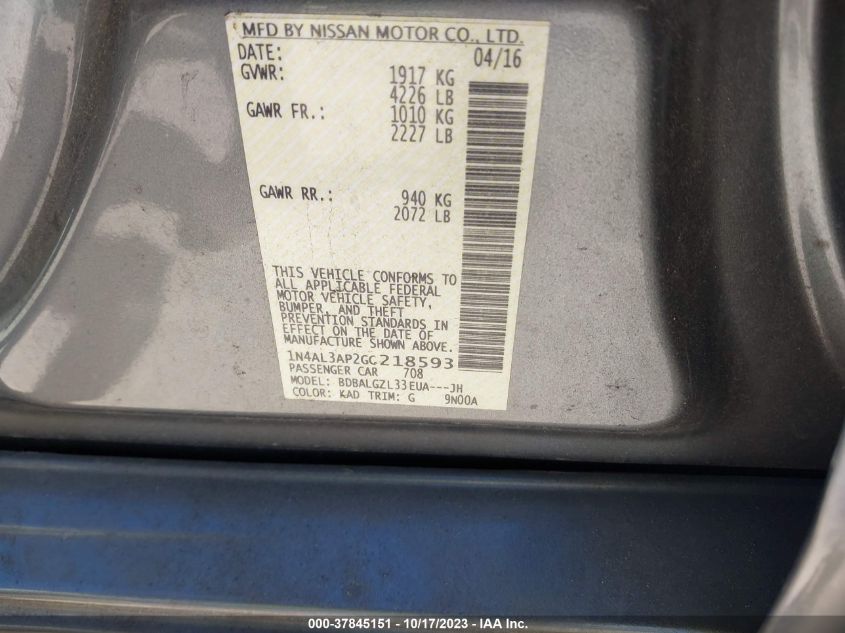 MFD BY NISSAN MOTOR CO., LTD.
DATE: 04/16
GVWR: 1917 KG
4226 LB
GAWR FR.: 1010 KG
2227 LB
GAWR RR.: 940 KG
2072 LB
THIS VEHICLE CONFORMS TO
ALL APPLICABLE FEDERAL
MOTOR VEHICLE SAFETY,
BUMPER, AND THEFT
PREVENTION STANDARDS IN
EFFECT ON THE DATE OF
MANUFACTURE SHOWN ABOVE.
1N4AL3AP2GC218593
PASSENGER CAR 708
MODEL: BDBALGZL33EUA---JH
COLOR: KAD TRIM: G 9N00A
000-37845151 - 10/17/2023 - IAA Inc.